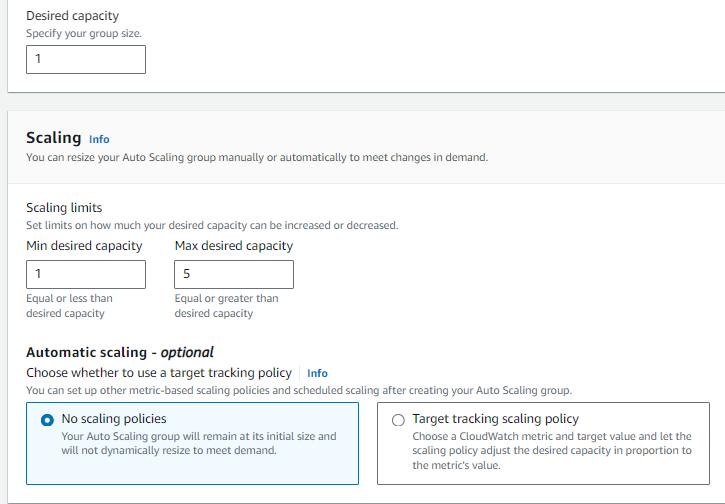 Desired capacity
Specify your group size.
1
Scaling Info
You can resize your Auto Scaling group manually or automatically to meet changes in demand.
Scaling limits
Set limits on how much your desired capacity can be increased or decreased.
Min desired capacity
1
Equal or less than
desired capacity
Max desired capacity
5
Equal or greater than
desired capacity
Automatic scaling - optional
Choose whether to use a target tracking policy Info
You can set up other metric-based scaling policies and scheduled scaling after creating your Auto Scaling group.
No scaling policies
Your Auto Scaling group will remain at its initial size and
will not dynamically resize to meet demand.
Target tracking scaling policy
Choose a CloudWatch metric and target value and let the
scaling policy adjust the desired capacity in proportion to
the metric's value.